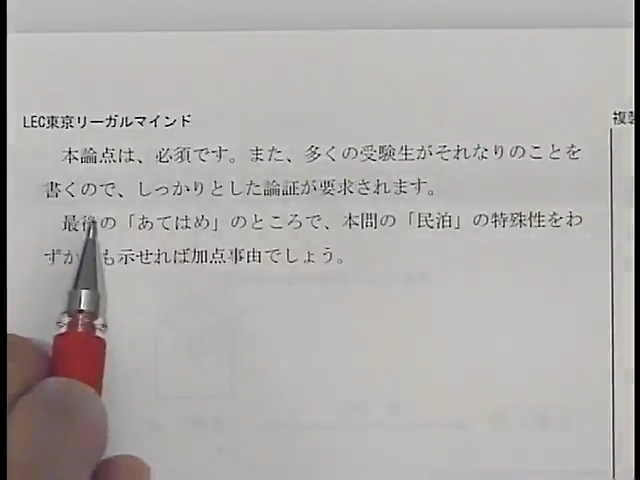 LEC東京リーガルマインド
複
本論点は、必須です。また、多くの受験生がそれなりのことを
書くので、しっかりとした論証が要求されます。
最後の「あてはめ」のところで、本問の「民泊」の特殊性をわ
ずか も示せれば加点事由でしょう。